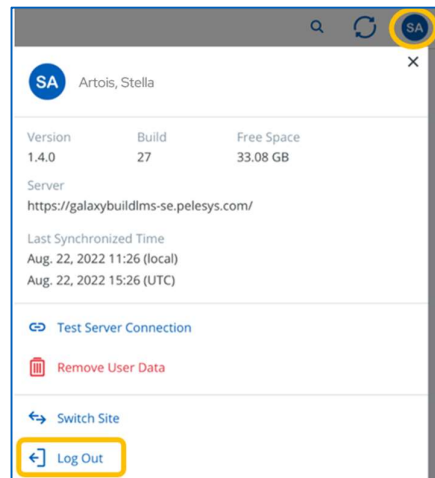 SA
×
SA Artois, Stella
Version Build Free Space
1.4.0 27 33.08 GB
Server
https://galaxybuildlms-se.pelesys.com/
Last Synchronized Time
Aug. 22, 2022 11:26 (local)
Aug. 22, 2022 15:26 (UTC)
Test Server Connection
Remove User Data
Switch Site
Log Out